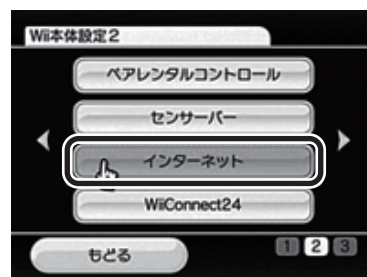 Wii本体設定2
ペアレンタルコントロール
センサーバー
インターネット
WiiConnect24
もどる
1 2 3